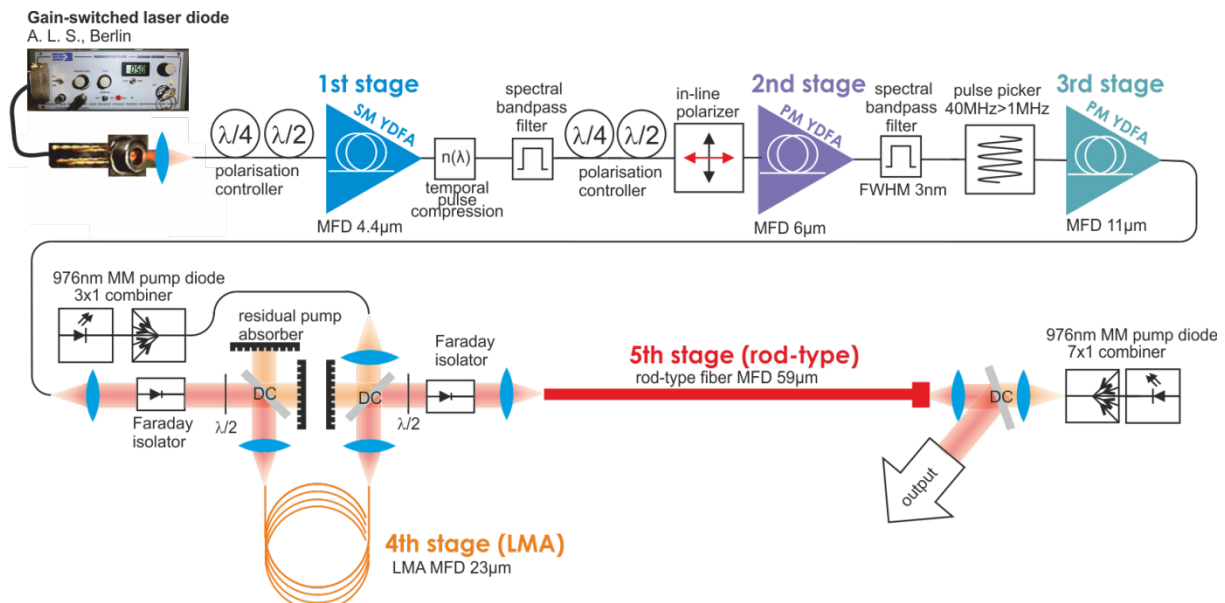 Gain-switched laser diode
A. L. S., Berlin
1st stage
SM YDFA
MFD 4.4µm
λ/4
λ/2
polarisation
controller
n(λ)
temporal
pulse
compression
spectral
bandpass
filter
λ/4
λ/2
polarisation
controller
in-line
polarizer
2nd stage
PM YDFA
MFD 6µm
spectral
bandpass
filter
FWHM 3nm
pulse picker
40MHz>1MHz
3rd stage
PM YDFA
MFD 11µm
976nm MM pump diode
3x1 combiner
residual pump
absorber
Faraday
isolator
DC
DC
Faraday
isolator
λ/2
λ/2
5th stage (rod-type)
rod-type fiber MFD 59µm
976nm MM pump diode
7x1 combiner
DC
output
4th stage (LMA)
LMA MFD 23µm